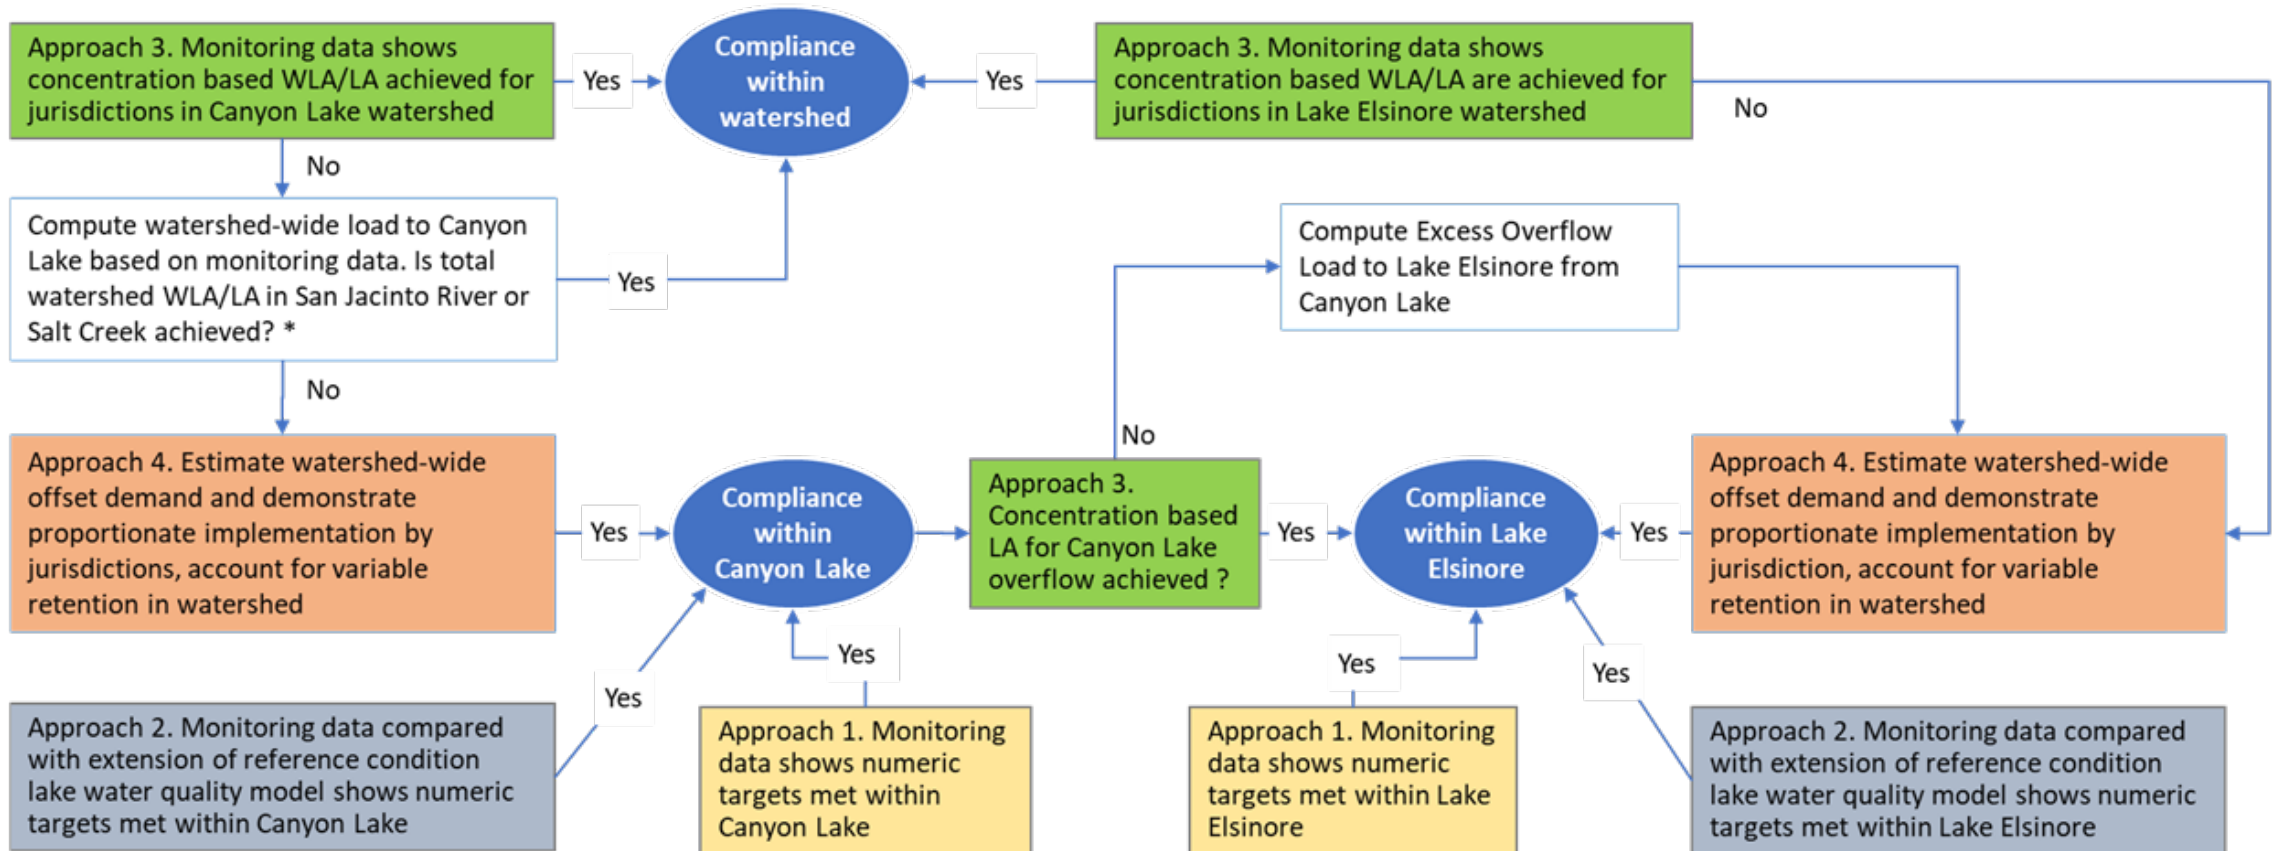 Approach 3. Monitoring data shows
concentration based WLA/LA achieved for
jurisdictions in Canyon Lake watershed
Yes
Compliance
within
watershed
Yes
Approach 3. Monitoring data shows
concentration based WLA/LA are achieved for
jurisdictions in Lake Elsinore watershed
No
No
Compute watershed-wide load to Canyon
Lake based on monitoring data. Is total
watershed WLA/LA in San Jacinto River or
Salt Creek achieved? *
Yes
Compute Excess Overflow
Load to Lake Elsinore from
Canyon Lake
No
No
Approach 4. Estimate watershed-wide
offset demand and demonstrate
proportionate implementation by
jurisdictions, account for variable
retention in watershed
Yes
Compliance
within
Canyon Lake
Approach 3.
Concentration based
LA for Canyon Lake
overflow achieved ?
Yes
Compliance
within Lake
Elsinore
Yes
Approach 4. Estimate watershed-wide
offset demand and demonstrate
proportionate implementation by
jurisdiction, account for variable
retention in watershed
Yes
Yes
Yes
Yes
Approach 2. Monitoring data compared
with extension of reference condition
lake water quality model shows numeric
targets met within Canyon Lake
Approach 1. Monitoring
data shows numeric
targets met within
Canyon Lake
Approach 1. Monitoring
data shows numeric
targets met within Lake
Elsinore
Approach 2. Monitoring data compared
with extension of reference condition
lake water quality model shows numeric
targets met within Lake Elsinore